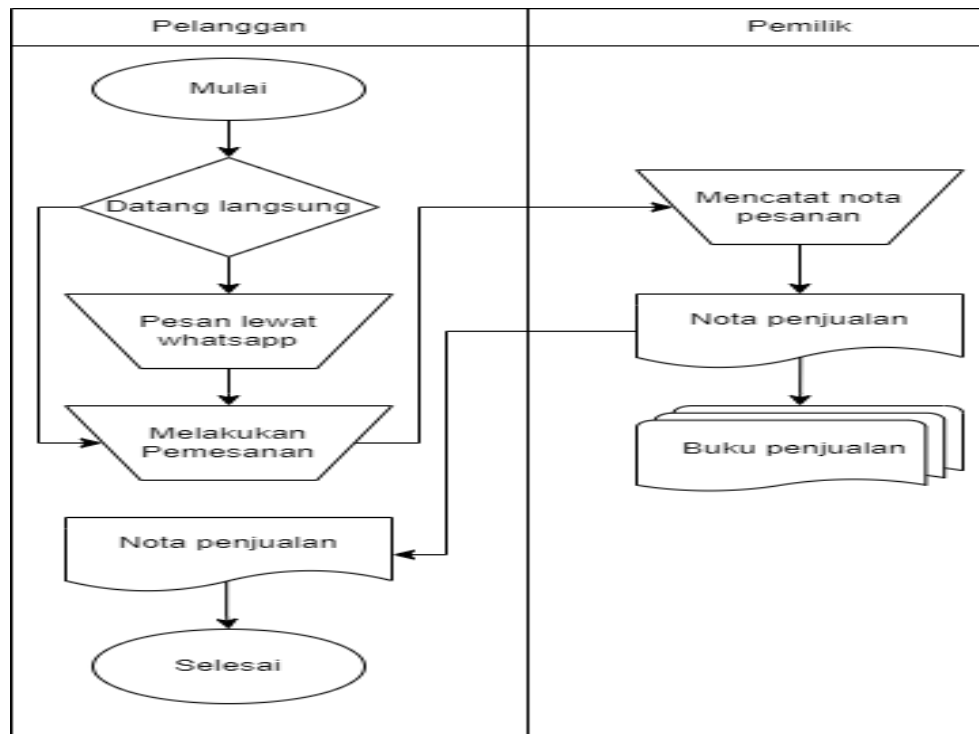 Pelanggan
Pemilik
Mulai
Datang langsung
Pesan lewat
whatsapp
Melakukan
Pemesanan
Mencatat nota
pesanan
Nota penjualan
Buku penjualan
Nota penjualan
Selesai